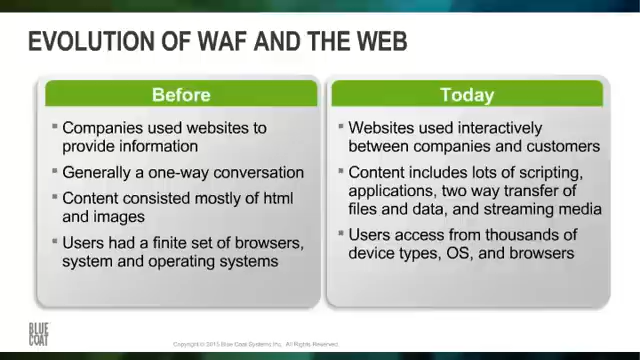 EVOLUTION OF WAF AND THE WEB
Before
Companies used websites to
provide information
Generally a one-way conversation
Content consisted mostly of html
and images
Users had a finite set of browsers,
system and operating systems
Today
Websites used interactively
between companies and customers
Content includes lots of scripting,
applications, two way transfer of
files and data, and streaming media
Users access from thousands of
device types, OS, and browsers
BLUE
COAT
Copyright © 2015 Blue Coat Systems Inc. All Rights Reserved.